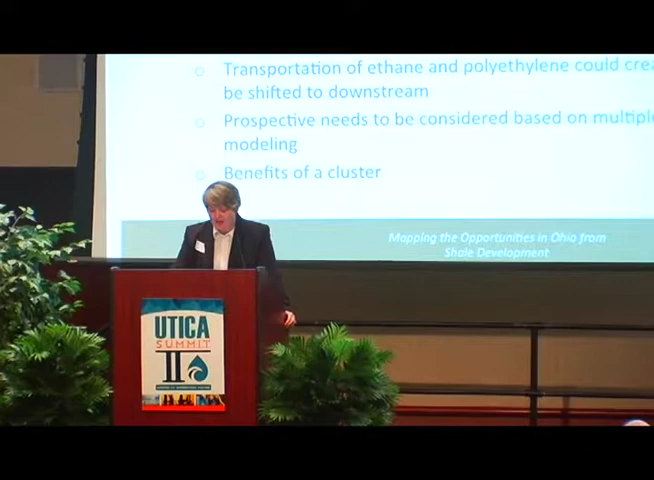 Transportation of ethane and polyethylene could crea
be shifted to downstream
Prospective needs to be considered based on multiple
modeling
Benefits of a cluster
Mapping the Opportunities in Ohio from
Shale Development
UTICA
SUMMIT
II